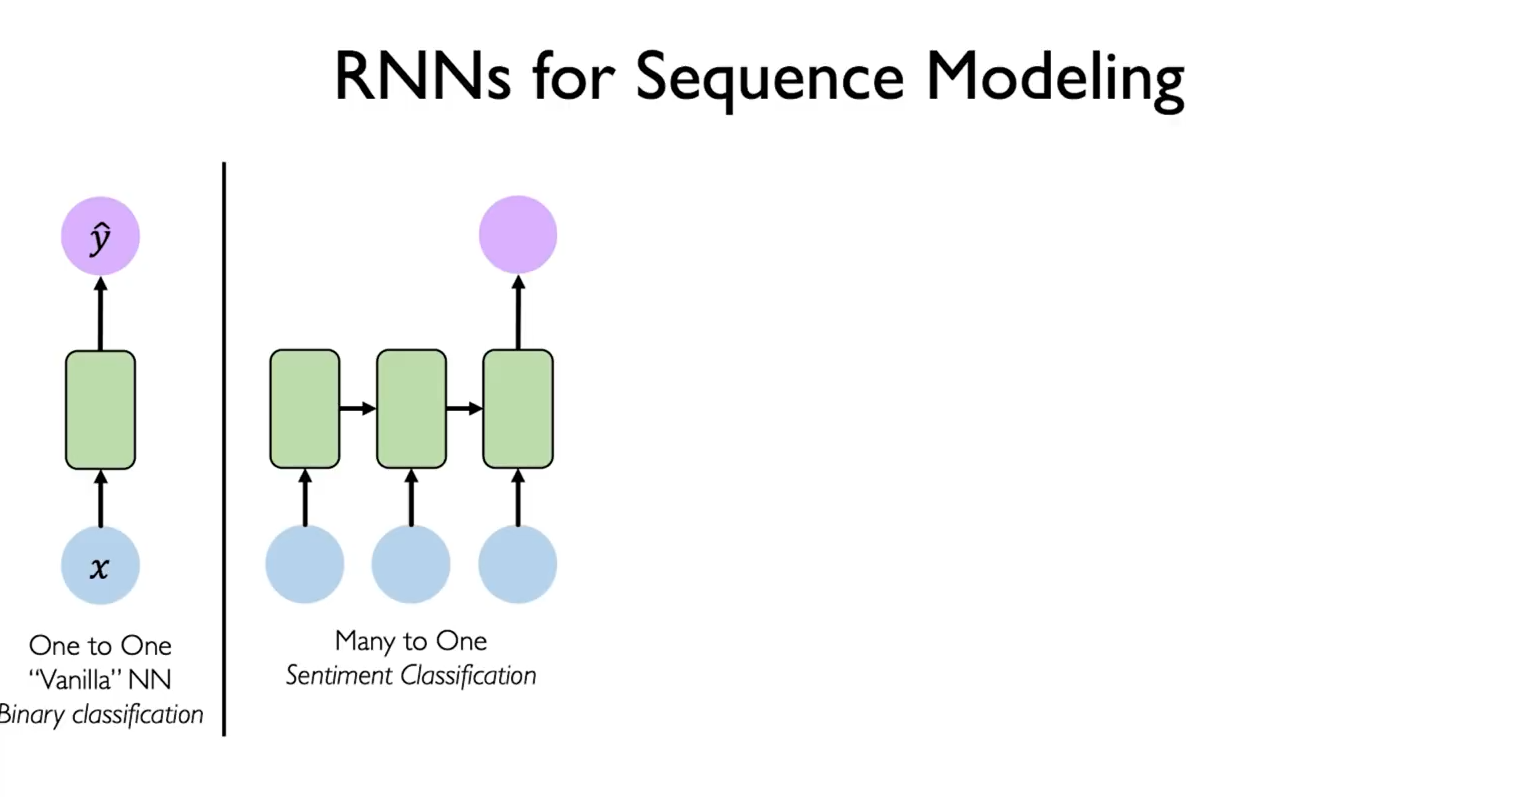 RNNs for Sequence Modeling
ŷ
x
One to One
“Vanilla” NN
Binary classification
Many to One
Sentiment Classification